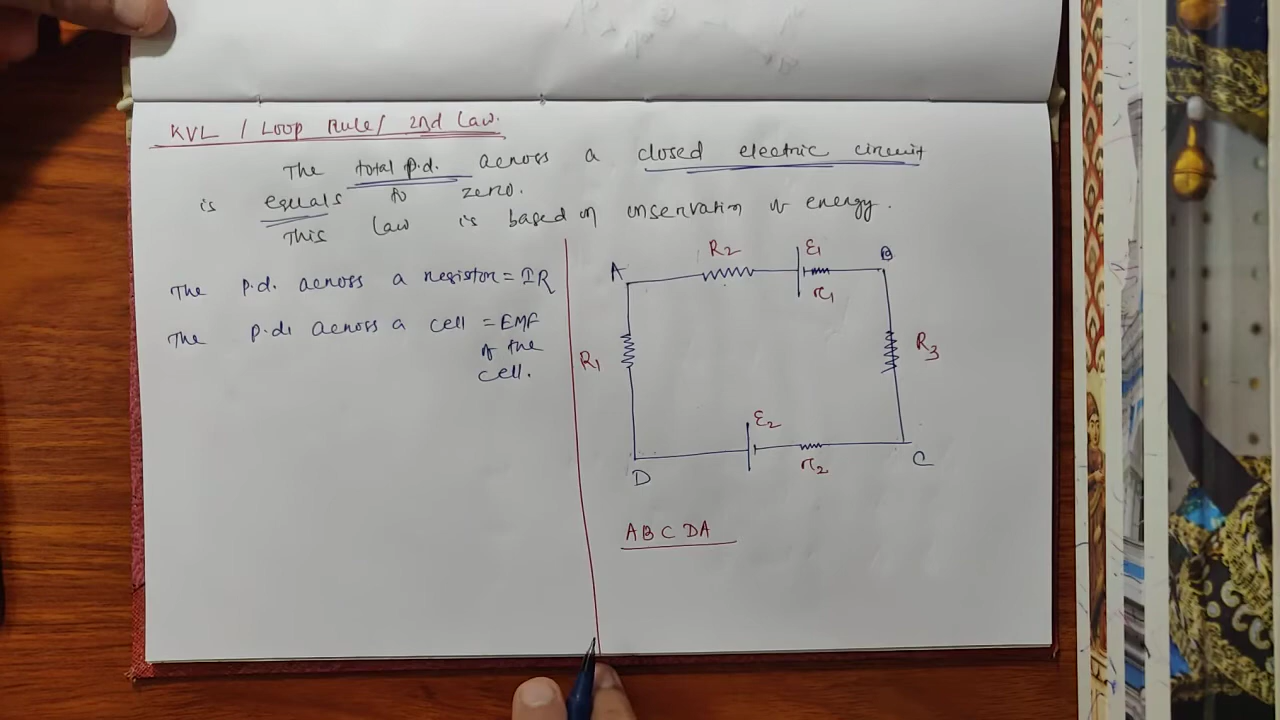 KVL / Loop Rule / 2nd Law.
The total p.d. across a closed electric circuit
is equals to zero.
This law is based on conservation of energy.
The p.d. across a resistor = IR
The p.d. across a cell = EMF
of the
cell.
A R2 ε1 B
r1
R1 R3
ε2
D r2 C
A B C D A